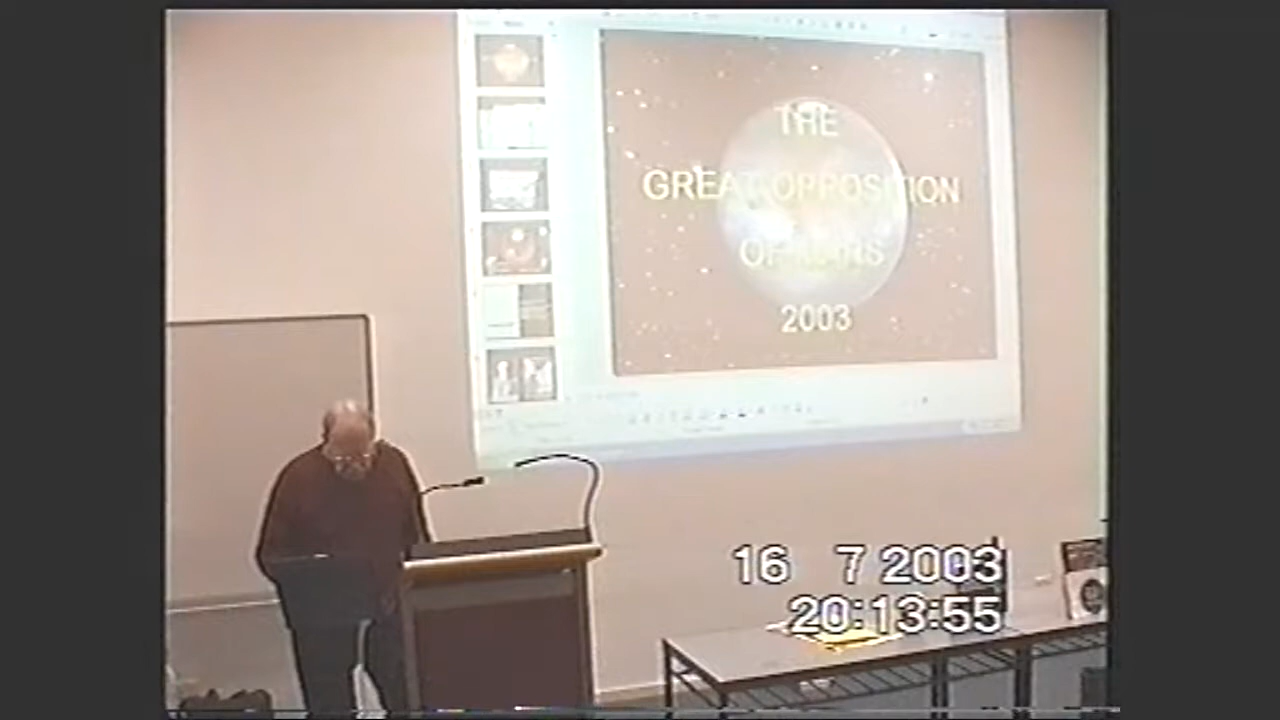 THE
GREAT OPPOSITION
OF MARS
2003
16 7 2003
20:13:55